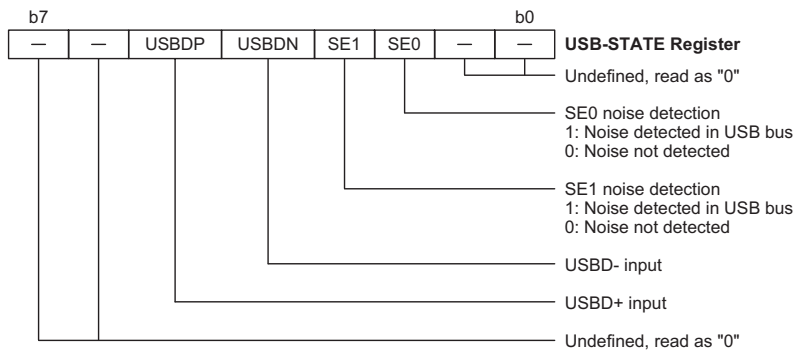 b7 b0
— — USBDP USBDN SE1 SE0 — — USB-STATE Register
Undefined, read as "0"
SE0 noise detection
1: Noise detected in USB bus
0: Noise not detected
SE1 noise detection
1: Noise detected in USB bus
0: Noise not detected
USBD- input
USBD+ input
Undefined, read as "0"